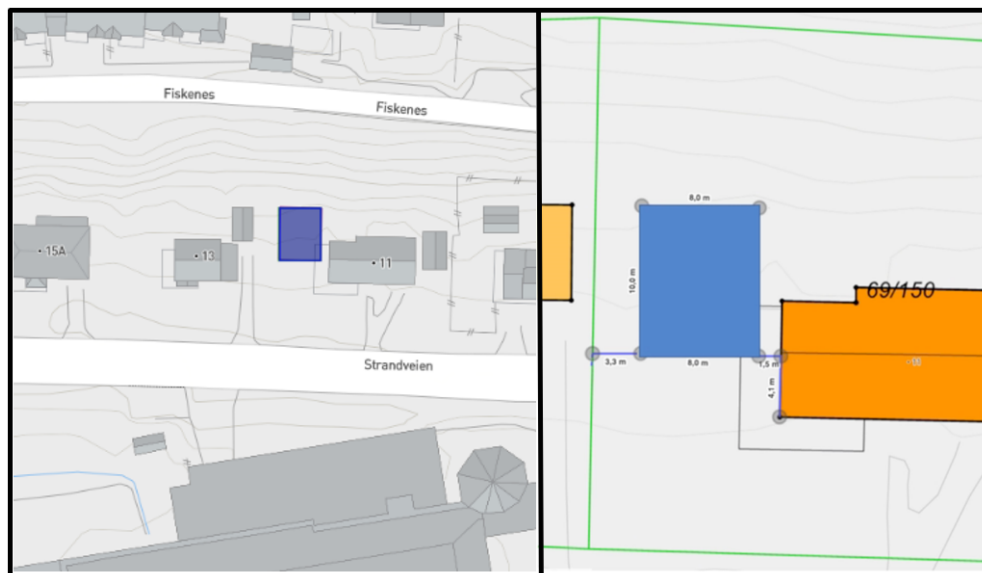 Fiskenes
Fiskenes
15A
13
11
Strandveien
8,0 m
10,0 m
69/150
3,3 m
8,0 m
1,5 m
4,1 m